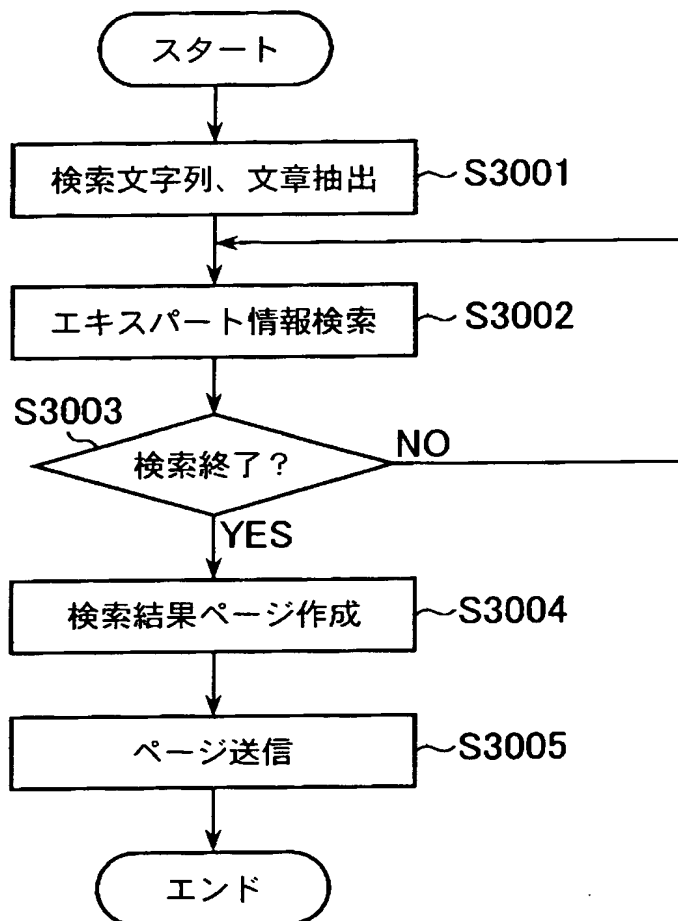 スタート
検索文字列、文章抽出
S3001
エキスパート情報検索
S3002
S3003
検索終了？
NO
YES
検索結果ページ作成
S3004
ページ送信
S3005
エンド